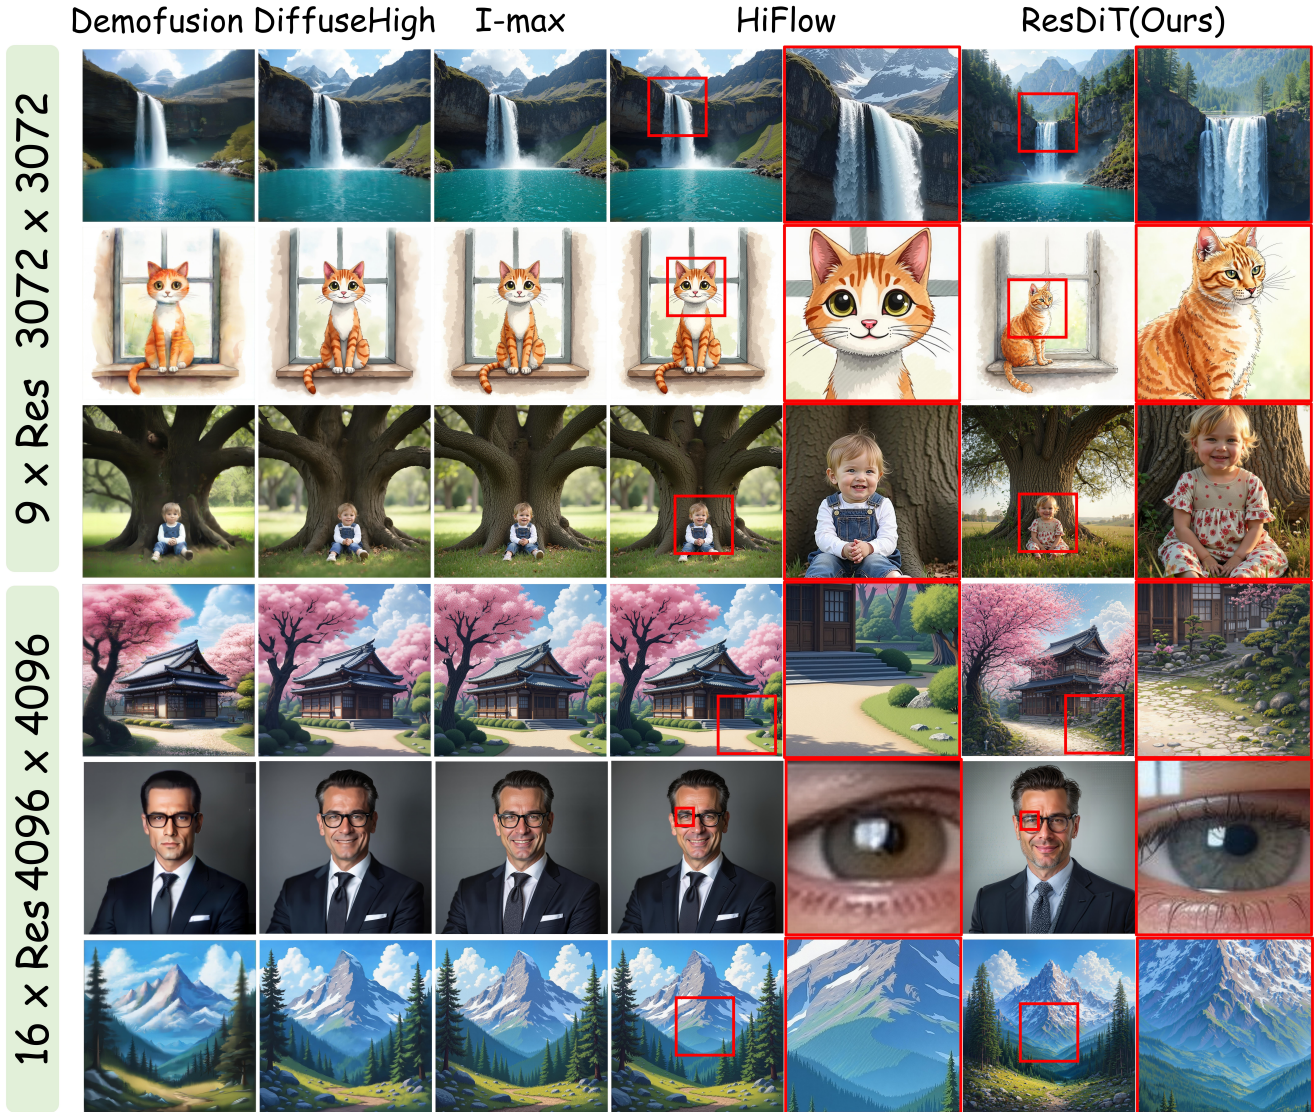 Demofusion DiffuseHigh I-max HiFlow ResDiT(Ours)
9 x Res 3072 x 3072
16 x Res 4096 x 4096